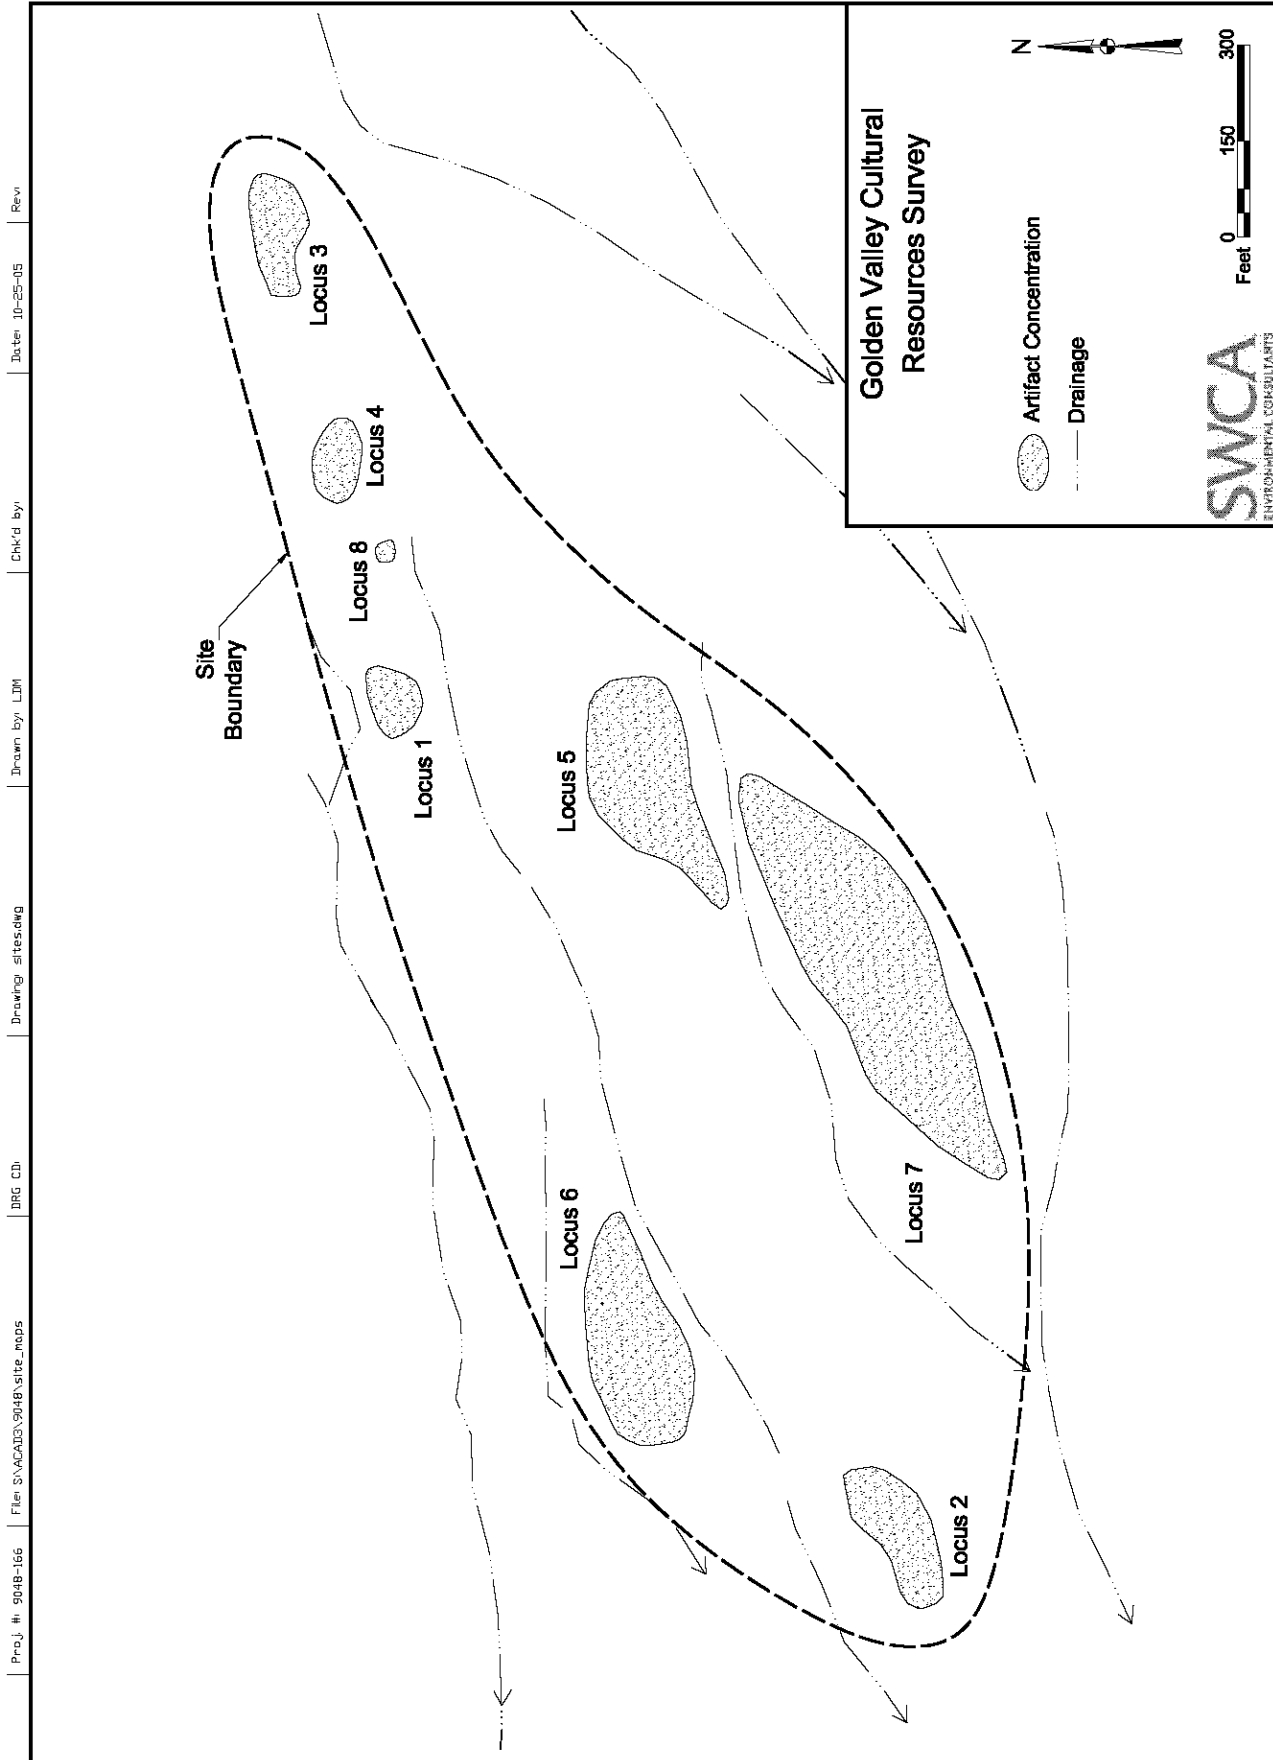 Proj. #: 904B-166
File: S:\ACAD3\904B\site_maps
DRG CD:
Drawing: sites.dwg
Drawn by: LDM
Chk'd by:
Date: 10-25-05
Rev:
Site
Boundary
Locus 3
Locus 4
Locus 8
Locus 1
Locus 5
Locus 6
Locus 7
Locus 2
Golden Valley Cultural
Resources Survey
N
Artifact Concentration
Drainage
0 150 300
Feet
SWCA
ENVIRONMENTAL CONSULTANTS